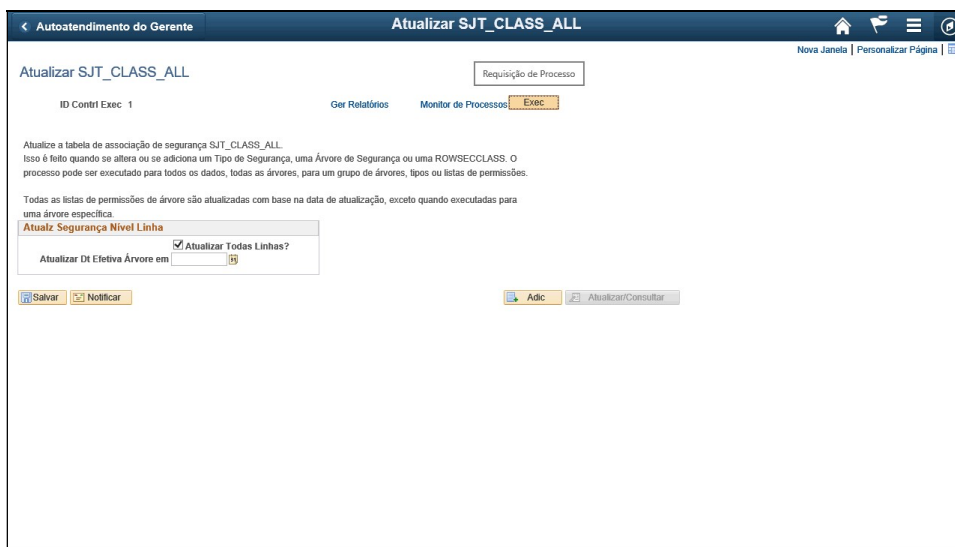 Autoatendimento do Gerente
Atualizar SJT_CLASS_ALL
Nova Janela | Personalizar Página |
Atualizar SJT_CLASS_ALL
Requisição de Processo
ID Contrl Exec 1
Ger Relatórios
Monitor de Processos
Exec
Atualize a tabela de associação de segurança SJT_CLASS_ALL.
Isso é feito quando se altera ou se adiciona um Tipo de Segurança, uma Árvore de Segurança ou uma ROWSECCLASS. O
processo pode ser executado para todos os dados, todas as árvores, para um grupo de árvores, tipos ou listas de permissões.
Todas as listas de permissões de árvore são atualizadas com base na data de atualização, exceto quando executadas para
uma árvore específica.
Atualz Segurança Nível Linha
Atualizar Todas Linhas?
Atualizar Dt Efetiva Árvore em
Salvar
Notificar
Adic
Atualizar/Consultar